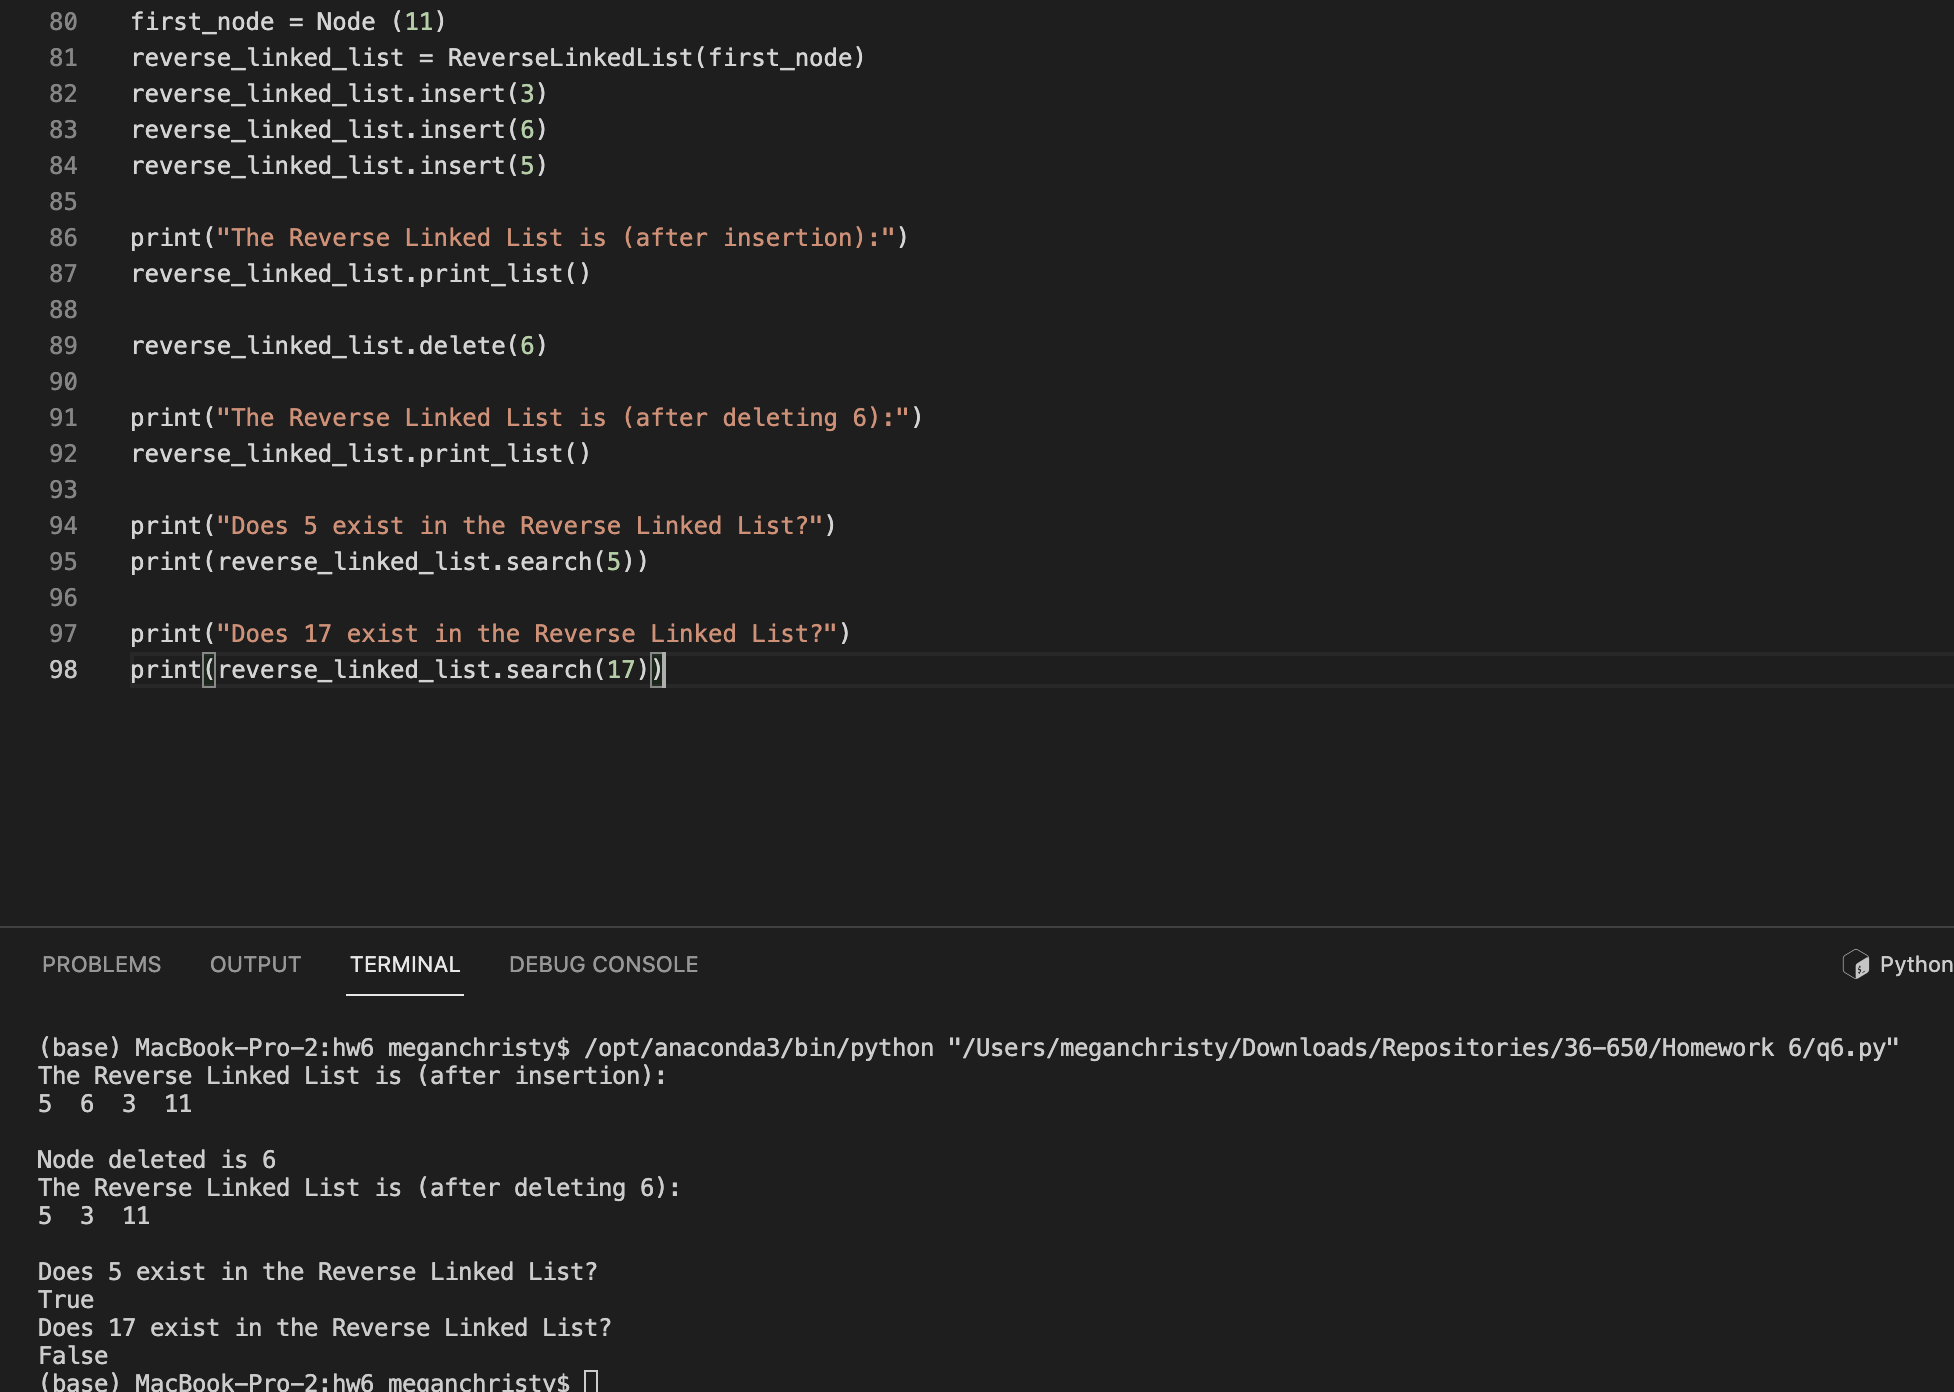 80 first_node = Node (11)
81 reverse_linked_list = ReverseLinkedList(first_node)
82 reverse_linked_list.insert(3)
83 reverse_linked_list.insert(6)
84 reverse_linked_list.insert(5)
85
86 print("The Reverse Linked List is (after insertion):")
87 reverse_linked_list.print_list()
88
89 reverse_linked_list.delete(6)
90
91 print("The Reverse Linked List is (after deleting 6):")
92 reverse_linked_list.print_list()
93
94 print("Does 5 exist in the Reverse Linked List?")
95 print(reverse_linked_list.search(5))
96
97 print("Does 17 exist in the Reverse Linked List?")
98 print(reverse_linked_list.search(17))
PROBLEMS OUTPUT TERMINAL DEBUG CONSOLE Python
(base) MacBook-Pro-2:hw6 meganchristy$ /opt/anaconda3/bin/python "/Users/meganchristy/Downloads/Repositories/36-650/Homework 6/q6.py"
The Reverse Linked List is (after insertion):
5 6 3 11
Node deleted is 6
The Reverse Linked List is (after deleting 6):
5 3 11
Does 5 exist in the Reverse Linked List?
True
Does 17 exist in the Reverse Linked List?
False
(base) MacBook-Pro-2:hw6 meganchristy$